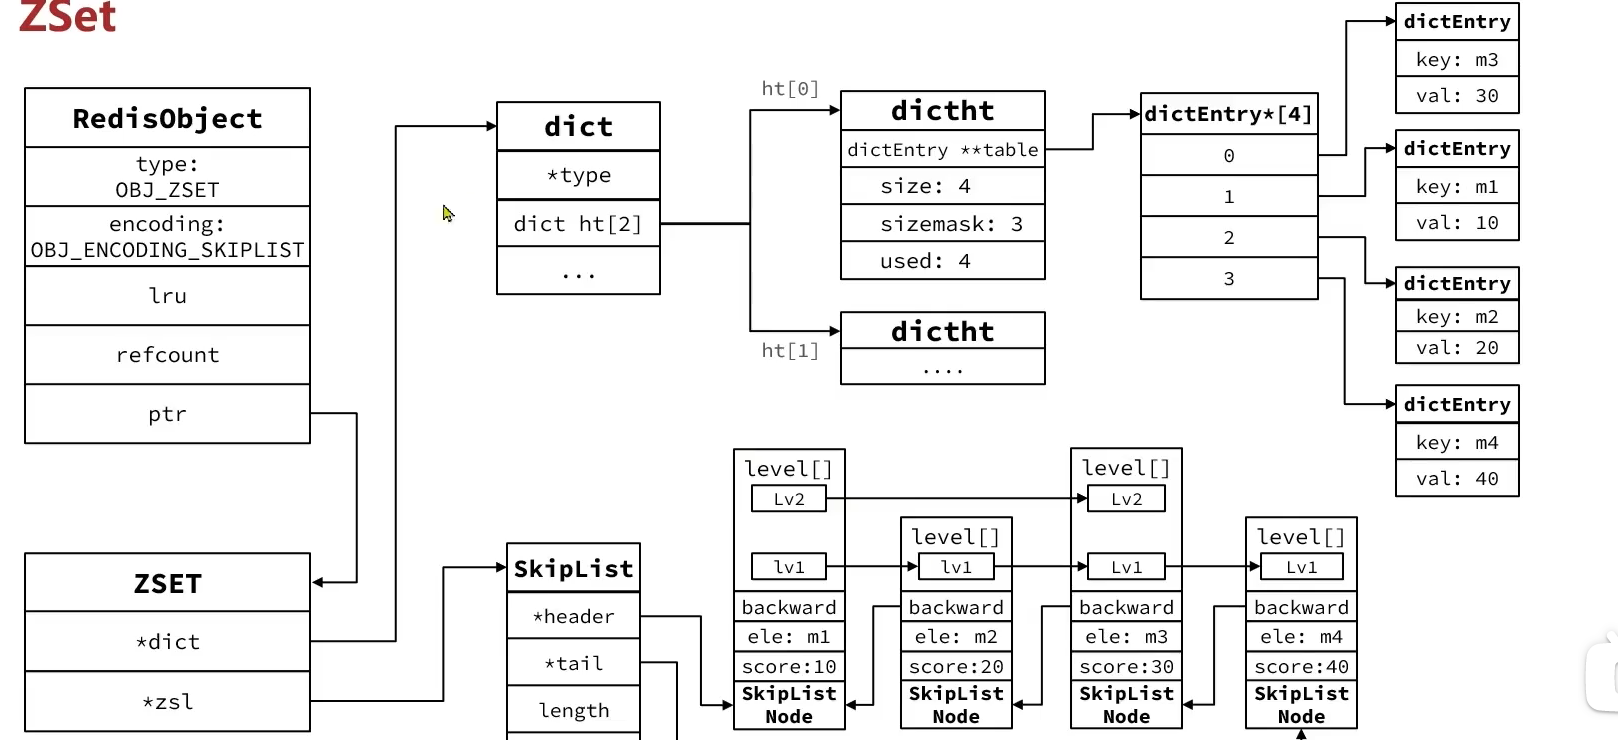 ZSet
RedisObject
type:
OBJ_ZSET
encoding:
OBJ_ENCODING_SKIPLIST
lru
refcount
ptr
ZSET
*dict
*zsl
dict
*type
dict ht[2]
...
ht[0]
dictht
dictEntry **table
size: 4
sizemask: 3
used: 4
ht[1]
dictht
....
dictEntry*[4]
0
1
2
3
dictEntry
key: m3
val: 30
dictEntry
key: m1
val: 10
dictEntry
key: m2
val: 20
dictEntry
key: m4
val: 40
SkipList
*header
*tail
length
level[]
Lv2
lv1
backward
ele: m1
score:10
SkipList
Node
level[]
lv1
backward
ele: m2
score:20
SkipList
Node
level[]
Lv2
Lv1
backward
ele: m3
score:30
SkipList
Node
level[]
Lv1
backward
ele: m4
score:40
SkipList
Node